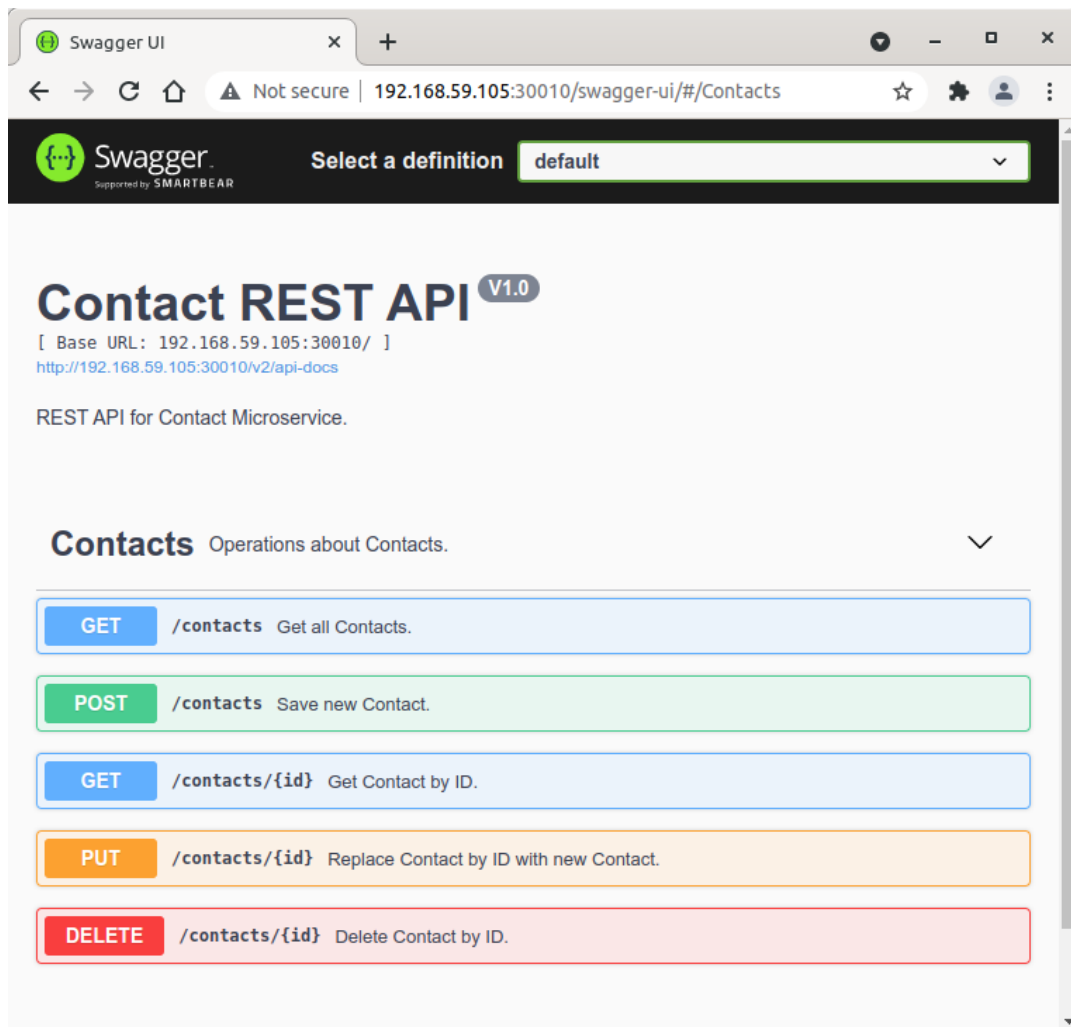 Swagger UI
Not secure | 192.168.59.105:30010/swagger-ui/#/Contacts
Swagger. Select a definition default
Supported by SMARTBEAR
Contact REST API V1.0
[ Base URL: 192.168.59.105:30010/ ]
http://192.168.59.105:30010/v2/api-docs
REST API for Contact Microservice.
Contacts Operations about Contacts.
GET /contacts Get all Contacts.
POST /contacts Save new Contact.
GET /contacts/{id} Get Contact by ID.
PUT /contacts/{id} Replace Contact by ID with new Contact.
DELETE /contacts/{id} Delete Contact by ID.